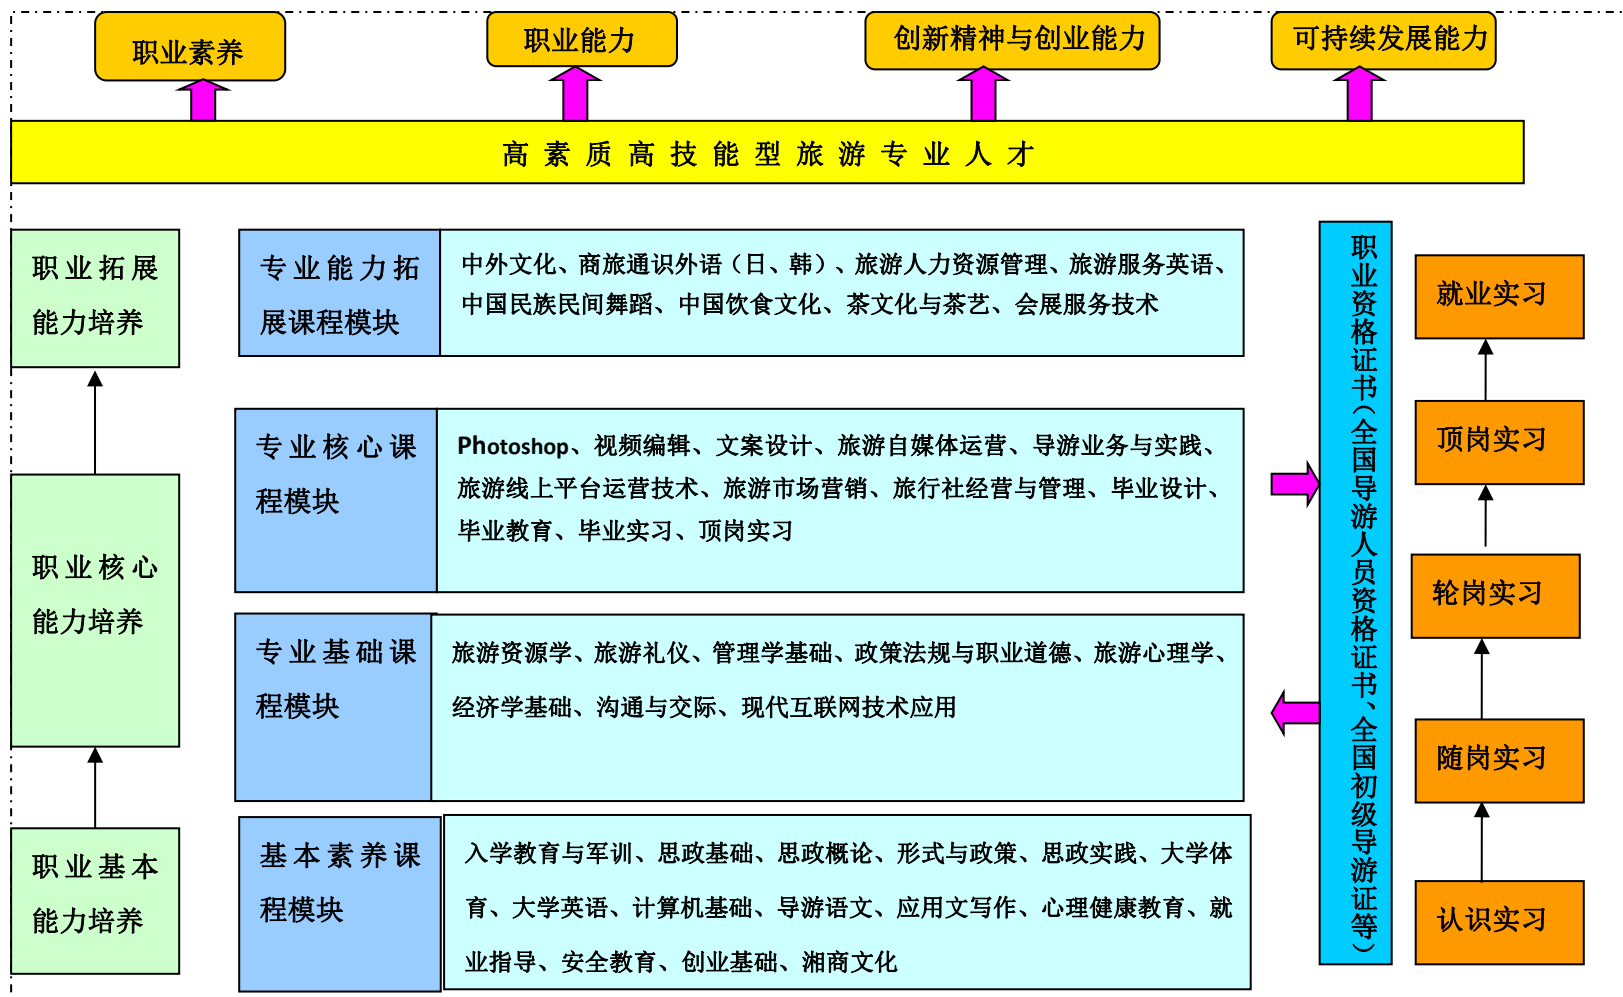 职业素养
职业能力
创新精神与创业能力
可持续发展能力
高素质高技能型旅游专业人才
职业拓展
能力培养
专业能力拓
展课程模块
中外文化、商旅通识外语（日、韩）、旅游人力资源管理、旅游服务英语、
中国民族民间舞蹈、中国饮食文化、茶文化与茶艺、会展服务技术
职业核心
能力培养
专业核心课
程模块
Photoshop、视频编辑、文案设计、旅游自媒体运营、导游业务与实践、
旅游线上平台运营技术、旅游市场营销、旅行社经营与管理、毕业设计、
毕业教育、毕业实习、顶岗实习
专业基础课
程模块
旅游资源学、旅游礼仪、管理学基础、政策法规与职业道德、旅游心理学、
经济学基础、沟通与交际、现代互联网技术应用
职业基本
能力培养
基本素养课
程模块
入学教育与军训、思政基础、思政概论、形式与政策、思政实践、大学体
育、大学英语、计算机基础、导游语文、应用文写作、心理健康教育、就
业指导、安全教育、创业基础、湘商文化
职业资格证书（全国导游人员资格证书、全国初级导游证等）
就业实习
顶岗实习
轮岗实习
随岗实习
认识实习